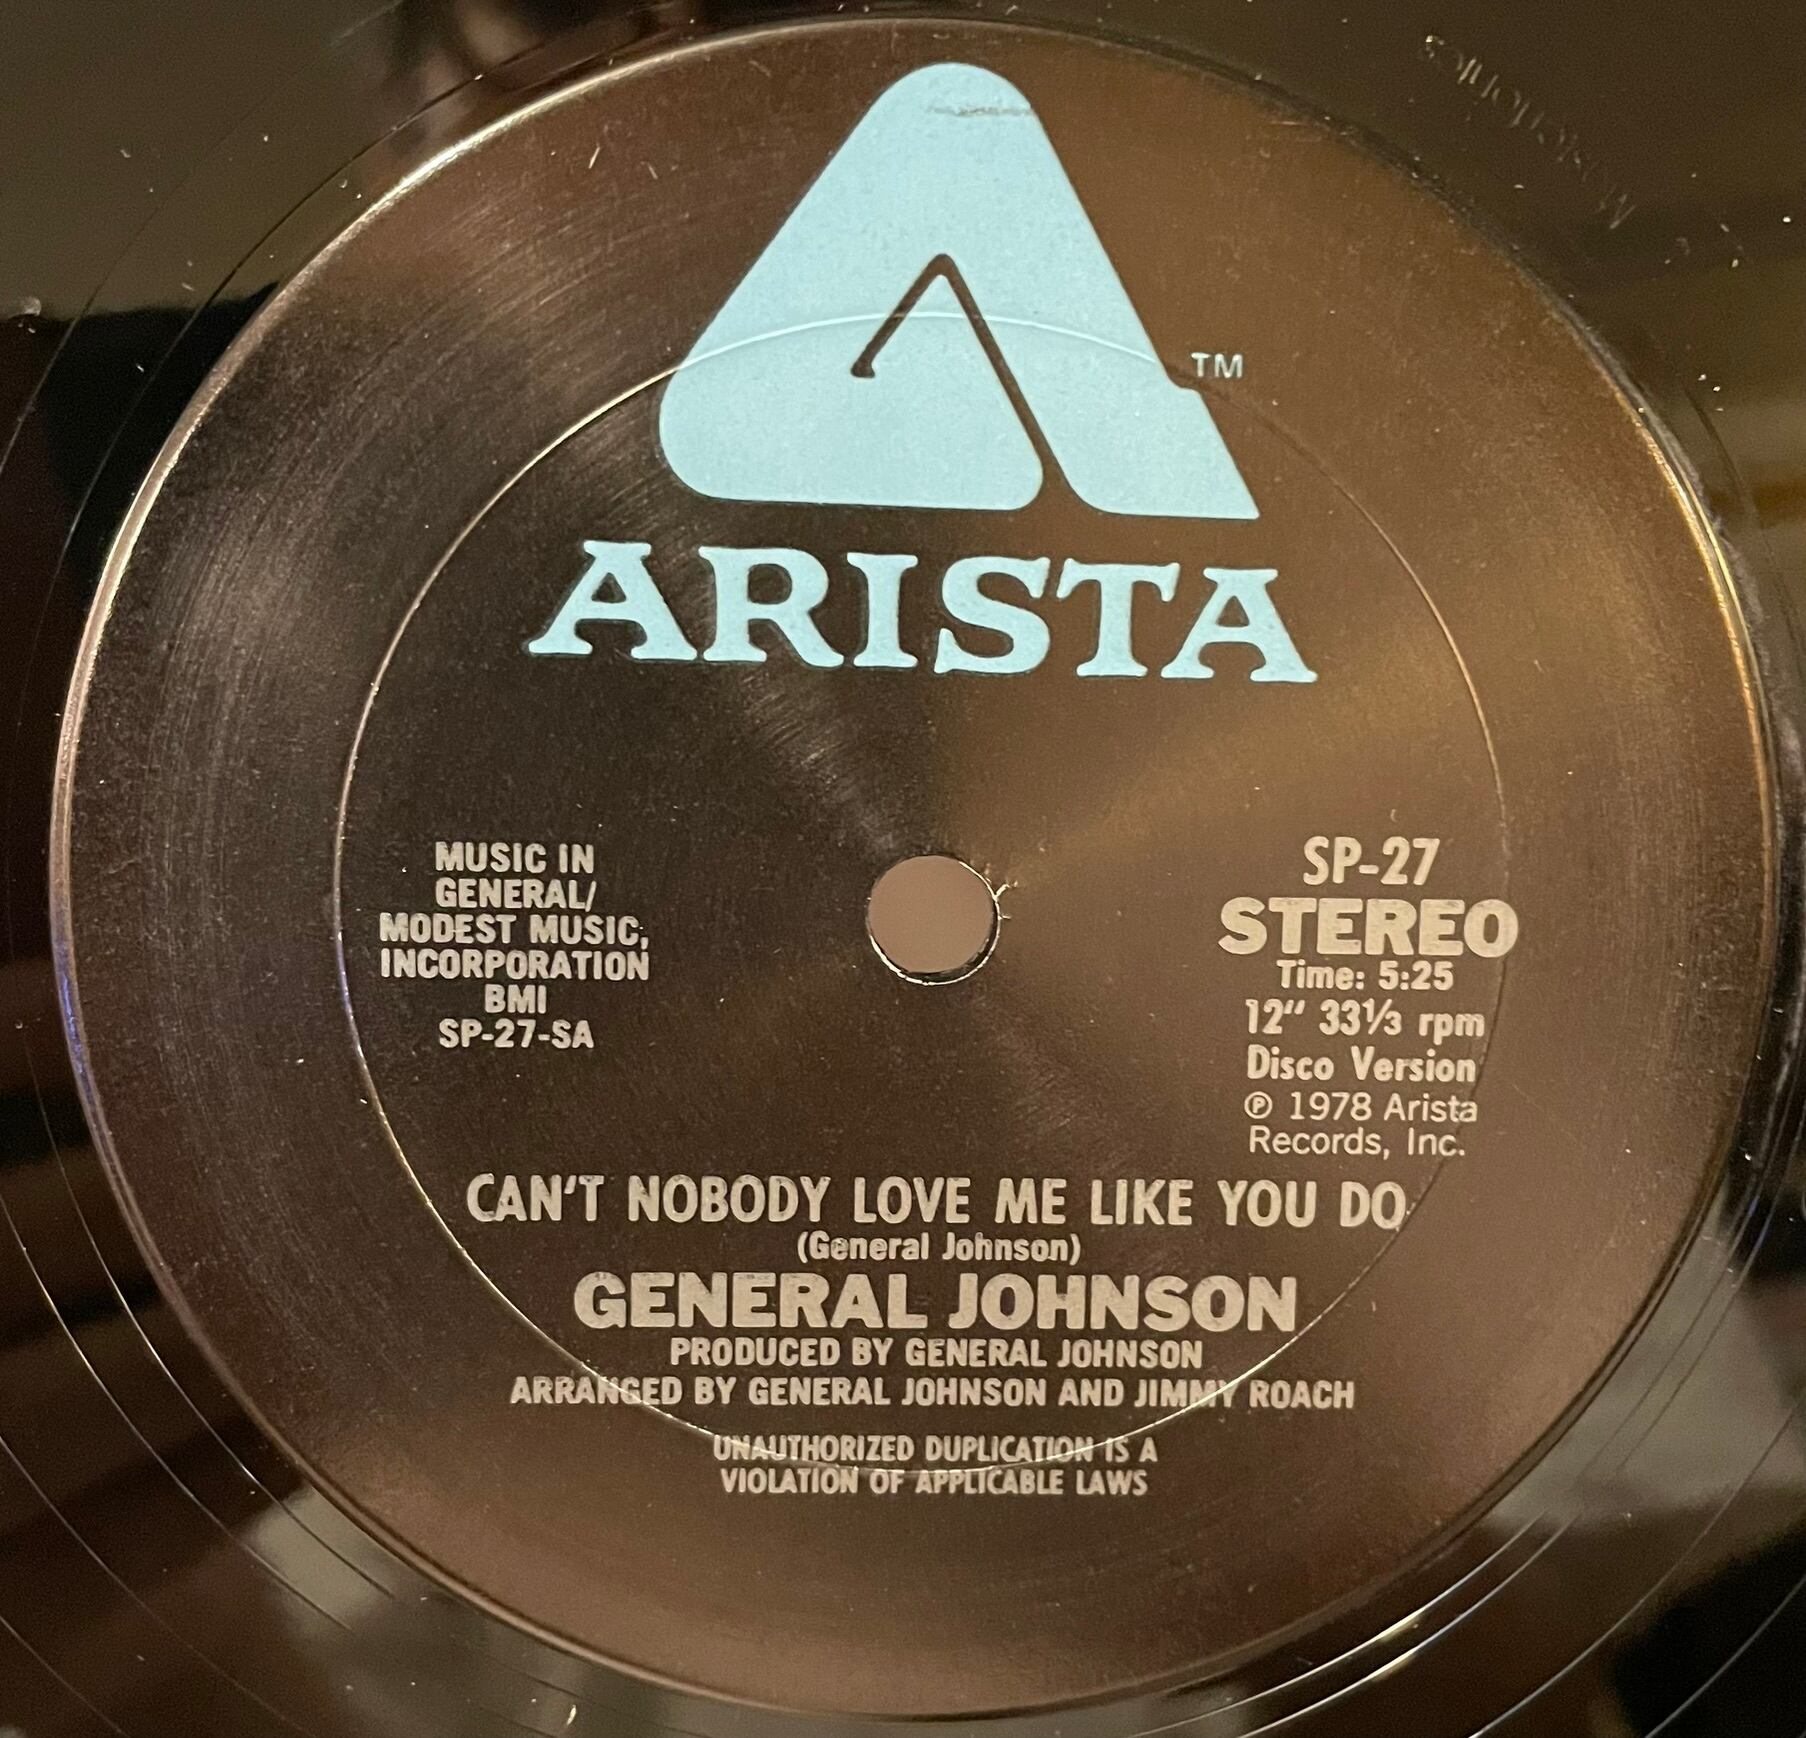 TM
ARISTA
MUSIC IN
GENERAL/
MODEST MUSIC,
INCORPORATION
BMI
SP-27-SA
SP-27
STEREO
Time: 5:25
12" 33⅓ rpm
Disco Version
℗ 1978 Arista
Records, Inc.
CAN'T NOBODY LOVE ME LIKE YOU DO
(General Johnson)
GENERAL JOHNSON
PRODUCED BY GENERAL JOHNSON
ARRANGED BY GENERAL JOHNSON AND JIMMY ROACH
UNAUTHORIZED DUPLICATION IS A
VIOLATION OF APPLICABLE LAWS